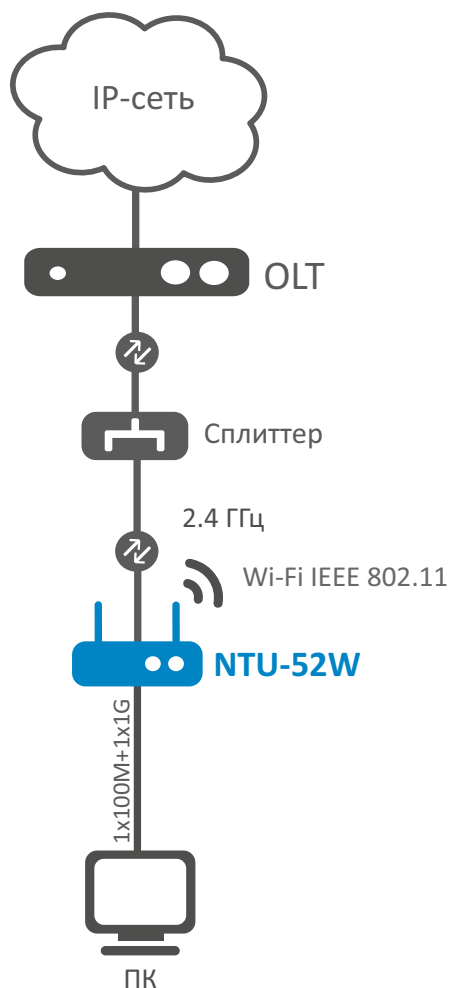 IP-сеть
OLT
Сплиттер
2.4 ГГц
Wi-Fi IEEE 802.11
NTU-52W
1x100M+1x1G
ПК